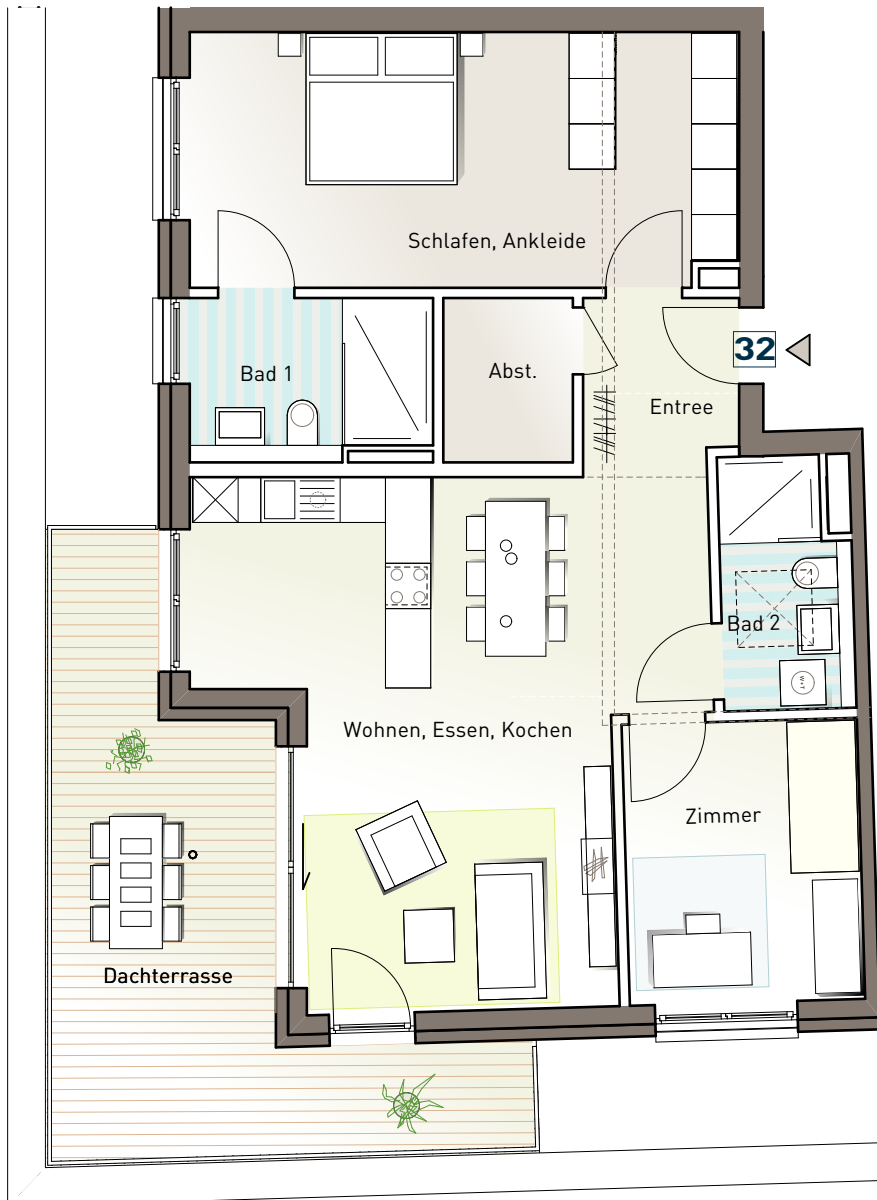 Schlafen, Ankleide
Bad 1
Abst.
32
Entree
Bad 2
W+T
Wohnen, Essen, Kochen
Zimmer
Dachterrasse